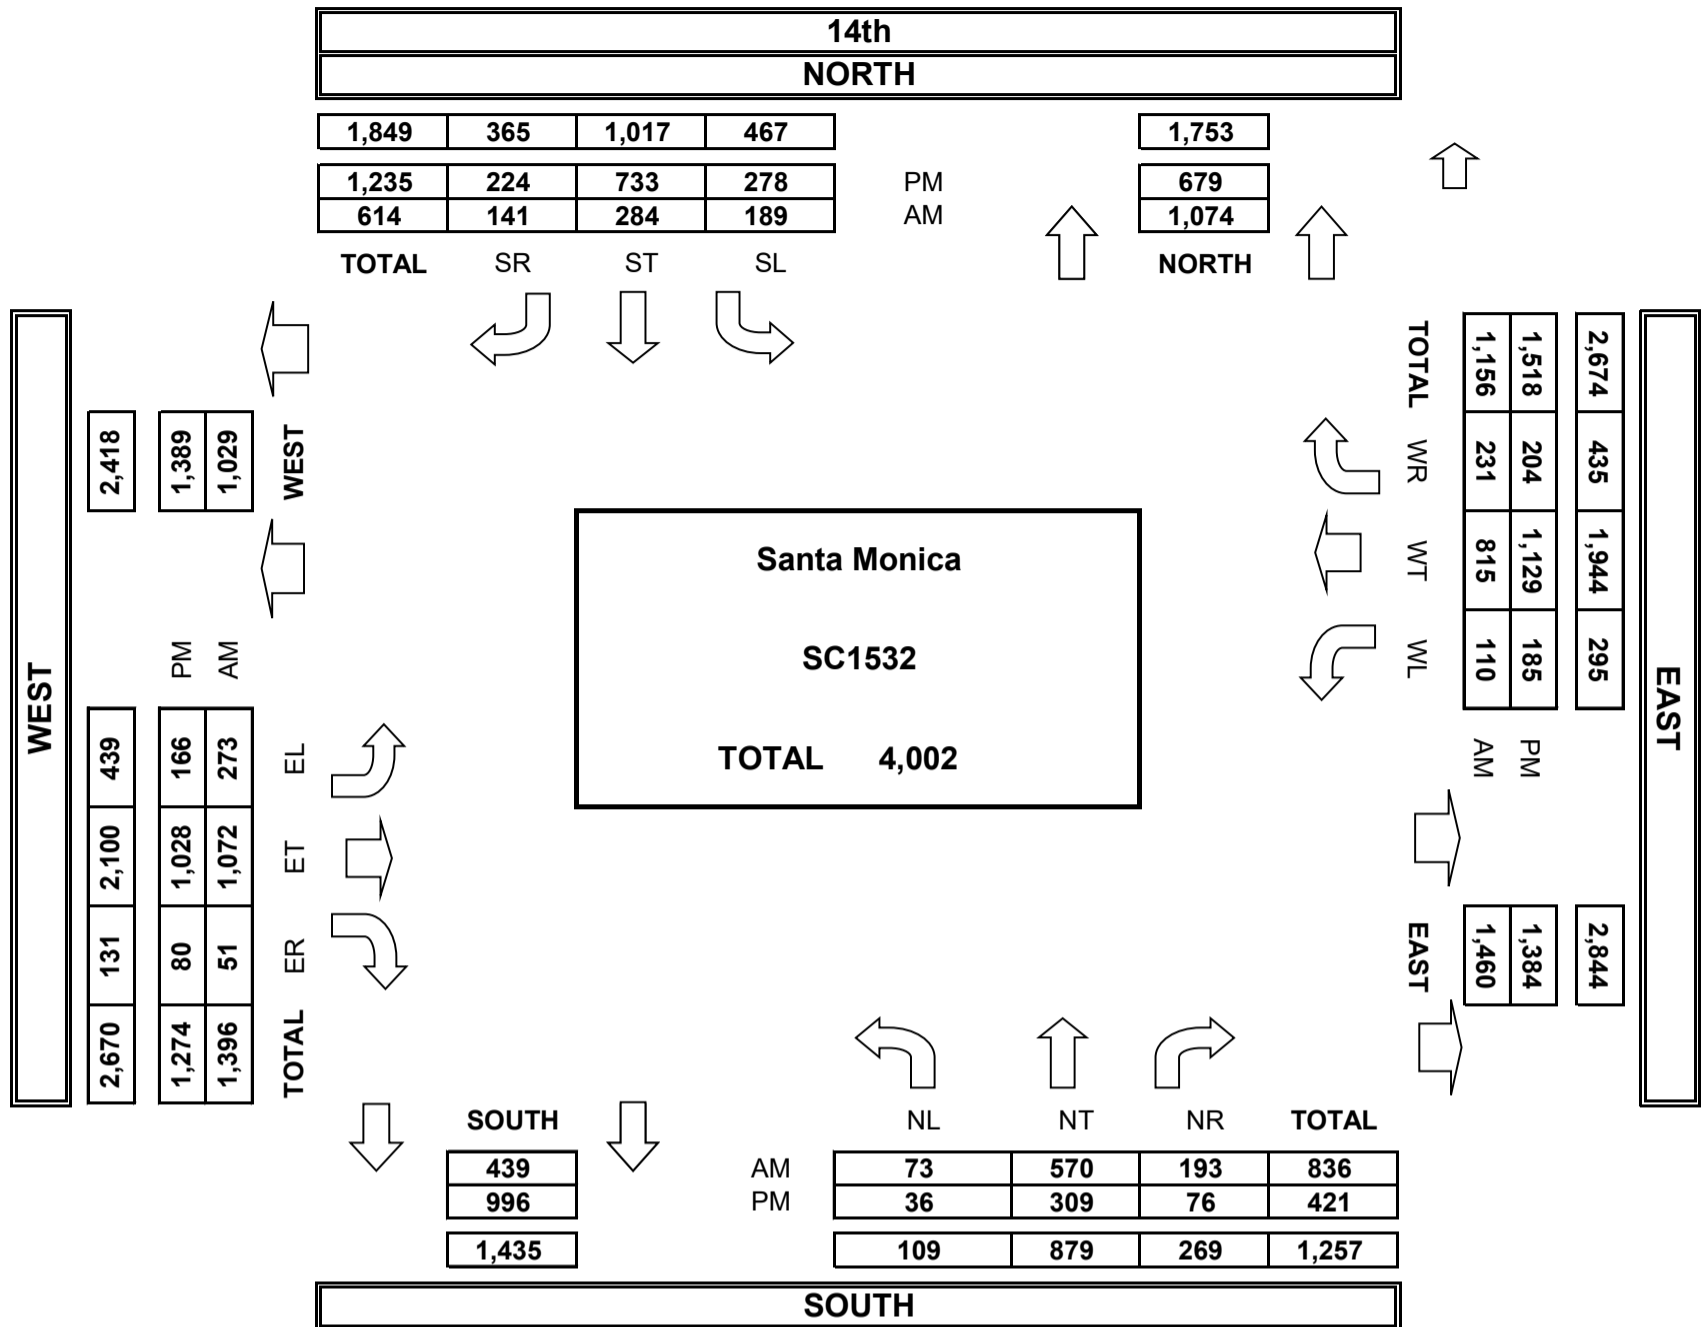 14th
NORTH
1,849 365 1,017 467 1,753
1,235 224 733 278 PM 679
614 141 284 189 AM 1,074
TOTAL SR ST SL NORTH
WEST
2,418
1,389
1,029
WEST
PM
AM
439 2,100 131 2,670
166 1,028 80 1,274
273 1,072 51 1,396
EL ET ER TOTAL
Santa Monica
SC1532
TOTAL 4,002
TOTAL WR WT WL
1,156 231 815 110
1,518 204 1,129 185
2,674 435 1,944 295
AM
PM
EAST
1,460
1,384
2,844
EAST
SOUTH NL NT NR TOTAL
439 AM 73 570 193 836
996 PM 36 309 76 421
1,435 109 879 269 1,257
SOUTH